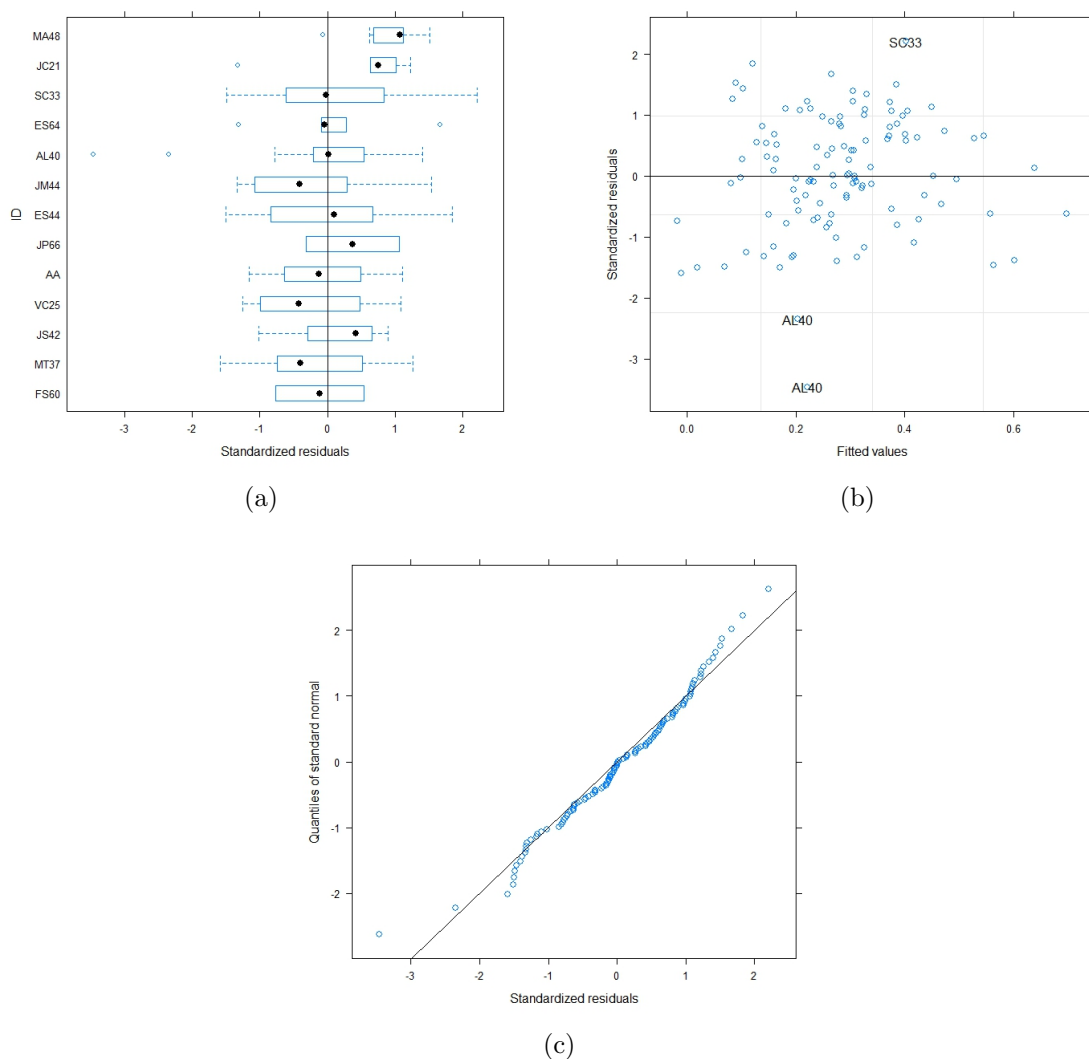 MA48
JC21
SC33
ES64
AL40
JM44
ES44
JP66
AA
VC25
JS42
MT37
FS60
ID
-3 -2 -1 0 1 2
Standardized residuals
(a)
SC33
AL40
AL40
2
1
0
-1
-2
-3
Standardized residuals
0.0 0.2 0.4 0.6
Fitted values
(b)
2
1
0
-1
-2
Quantiles of standard normal
-3 -2 -1 0 1 2
Standardized residuals
(c)